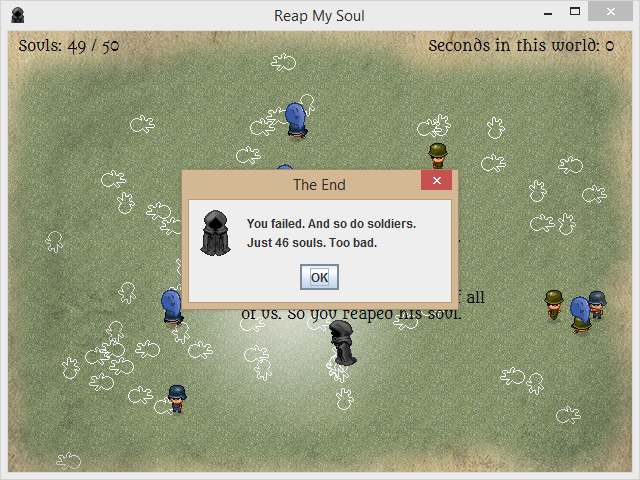 Reap My Soul
Souls: 49 / 50
Seconds in this world: 0
The End
You failed. And so do soldiers.
Just 46 souls. Too bad.
OK
all
of us. So you reaped his soul.